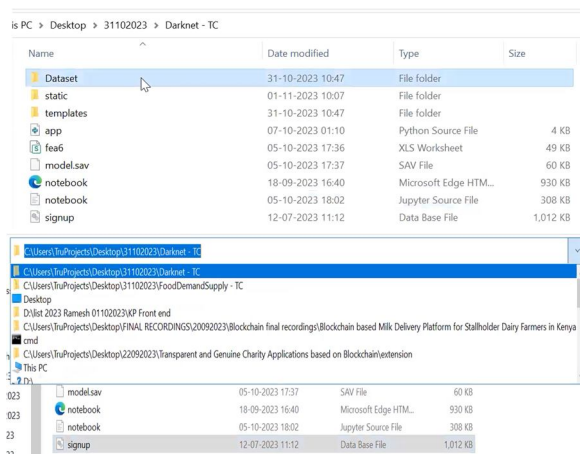 is PC > Desktop > 31102023 > Darknet - TC
Name Date modified Type Size
Dataset 31-10-2023 10:47 File folder
static 01-11-2023 10:07 File folder
templates 31-10-2023 10:47 File folder
app 07-10-2023 01:10 Python Source File 4 KB
fea6 05-10-2023 17:36 XLS Worksheet 49 KB
model.sav 05-10-2023 17:37 SAV File 60 KB
notebook 18-09-2023 16:40 Microsoft Edge HTM... 930 KB
notebook 05-10-2023 18:02 Jupyter Source File 308 KB
signup 12-07-2023 11:12 Data Base File 1,012 KB
C:\Users\TruProjects\Desktop\31102023\Darknet - TC
C:\Users\TruProjects\Desktop\31102023\Darknet - TC
C:\Users\TruProjects\Desktop\31102023\FoodDemandSupply - TC
Desktop
D:\list 2023 Ramesh 01102023\KP Front end
C:\Users\TruProjects\Desktop\FINAL RECORDINGS\20092023\Blockchain final recordings\Blockchain based Milk Delivery Platform for Stallholder Dairy Farmers in Kenya
cmd
C:\Users\TruProjects\Desktop\22092023\Transparent and Genuine Charity Applications based on Blockchain\extension
This PC
D:\
2023 model.sav 05-10-2023 17:37 SAV File 60 KB
2023 notebook 18-09-2023 16:40 Microsoft Edge HTM... 930 KB
notebook 05-10-2023 18:02 Jupyter Source File 308 KB
23 signup 12-07-2023 11:12 Data Base File 1,012 KB